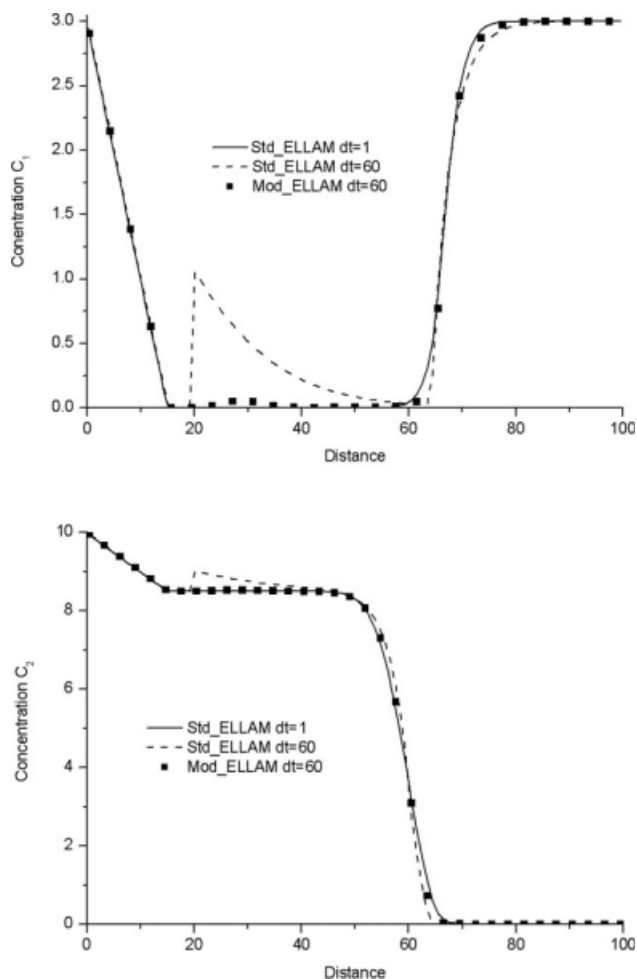 3.0
2.5
2.0
1.5
1.0
0.5
0.0
Conentration C1
Std_ELLAM dt=1
Std_ELLAM dt=60
Mod_ELLAM dt=60
0 20 40 60 80 100
Distance
10
8
6
4
2
0
Concentration C2
Std_ELLAM dt=1
Std_ELLAM dt=60
Mod_ELLAM dt=60
0 20 40 60 80 100
Distance